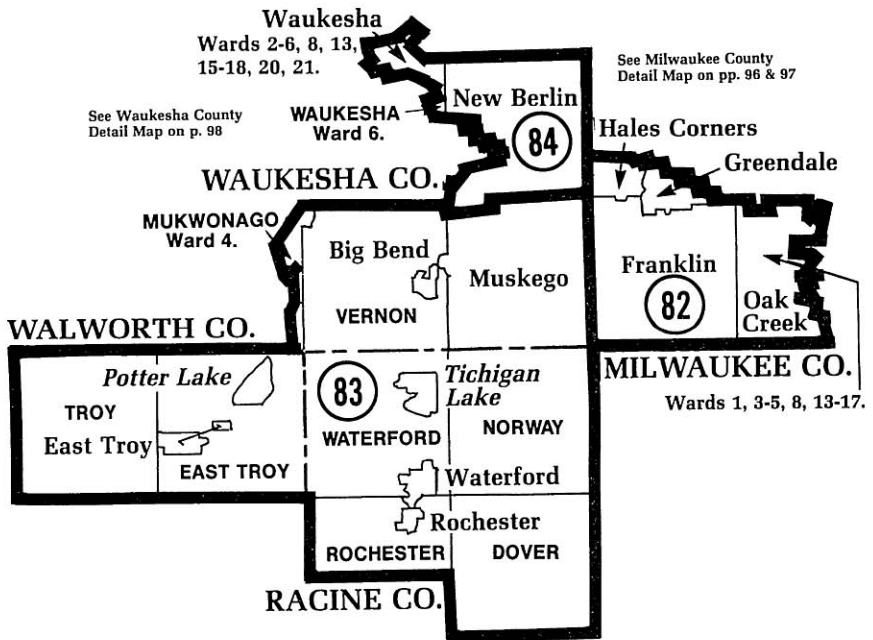 Waukesha
Wards 2-6, 8, 13,
15-18, 20, 21.
See Milwaukee County
Detail Map on pp. 96 & 97
See Waukesha County
Detail Map on p. 98
WAUKESHA
Ward 6.
New Berlin
84
Hales Corners
Greendale
WAUKESHA CO.
MUKWONAGO
Ward 4.
Big Bend
Muskego
Franklin
82
Oak
Creek
VERNON
WALWORTH CO.
MILWAUKEE CO.
Wards 1, 3-5, 8, 13-17.
Potter Lake
83
Tichigan
Lake
TROY
East Troy
EAST TROY
WATERFORD
NORWAY
Waterford
Rochester
ROCHESTER
DOVER
RACINE CO.